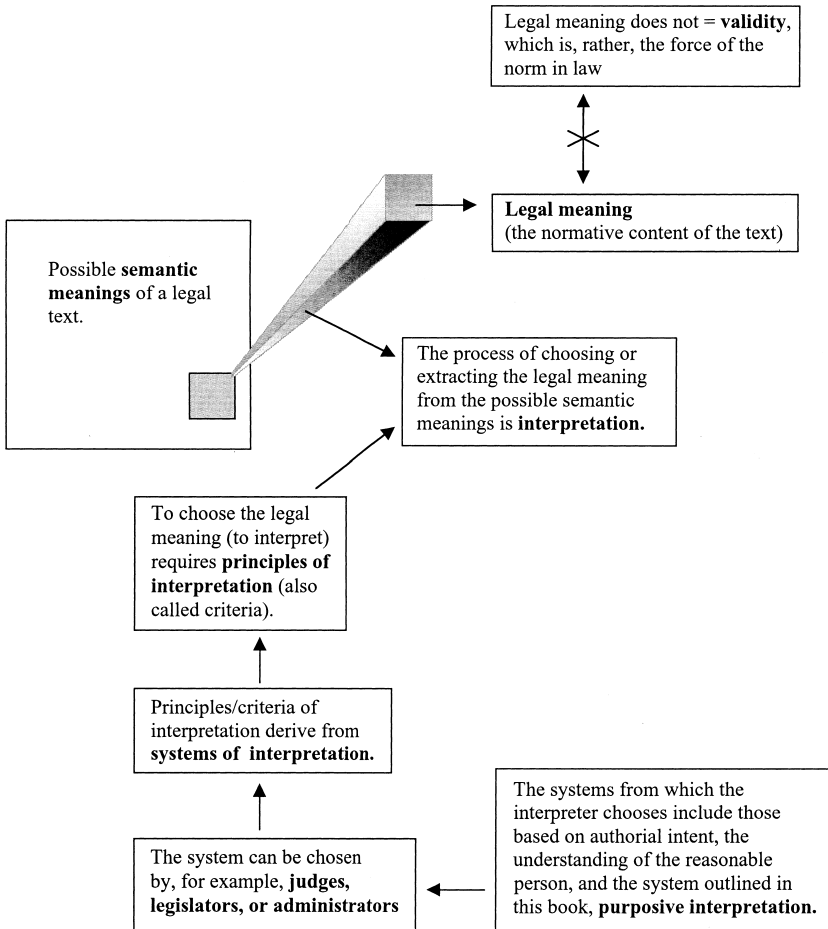 Legal meaning does not = validity,
which is, rather, the force of the
norm in law
Legal meaning
(the normative content of the text)
Possible semantic
meanings of a legal
text.
The process of choosing or
extracting the legal meaning
from the possible semantic
meanings is interpretation.
To choose the legal
meaning (to interpret)
requires principles of
interpretation (also
called criteria).
Principles/criteria of
interpretation derive from
systems of interpretation.
The system can be chosen
by, for example, judges,
legislators, or administrators
The systems from which the
interpreter chooses include those
based on authorial intent, the
understanding of the reasonable
person, and the system outlined in
this book, purposive interpretation.